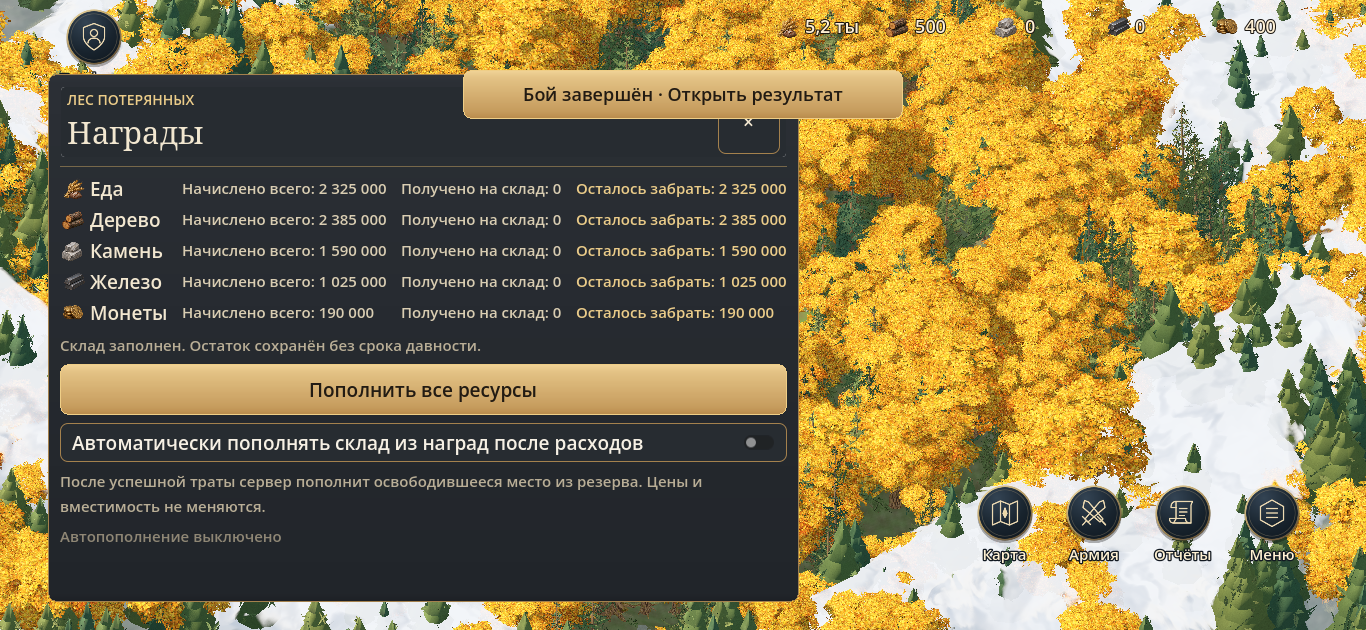 5,2 ты 500 0 0 400
Бой завершён · Открыть результат
ЛЕС ПОТЕРЯННЫХ
Награды
×
Еда Начислено всего: 2 325 000 Получено на склад: 0 Осталось забрать: 2 325 000
Дерево Начислено всего: 2 385 000 Получено на склад: 0 Осталось забрать: 2 385 000
Камень Начислено всего: 1 590 000 Получено на склад: 0 Осталось забрать: 1 590 000
Железо Начислено всего: 1 025 000 Получено на склад: 0 Осталось забрать: 1 025 000
Монеты Начислено всего: 190 000 Получено на склад: 0 Осталось забрать: 190 000
Склад заполнен. Остаток сохранён без срока давности.
Пополнить все ресурсы
Автоматически пополнять склад из наград после расходов
После успешной траты сервер пополнит освободившееся место из резерва. Цены и
вместимость не меняются.
Автопополнение выключено
Карта Армия Отчёты Меню